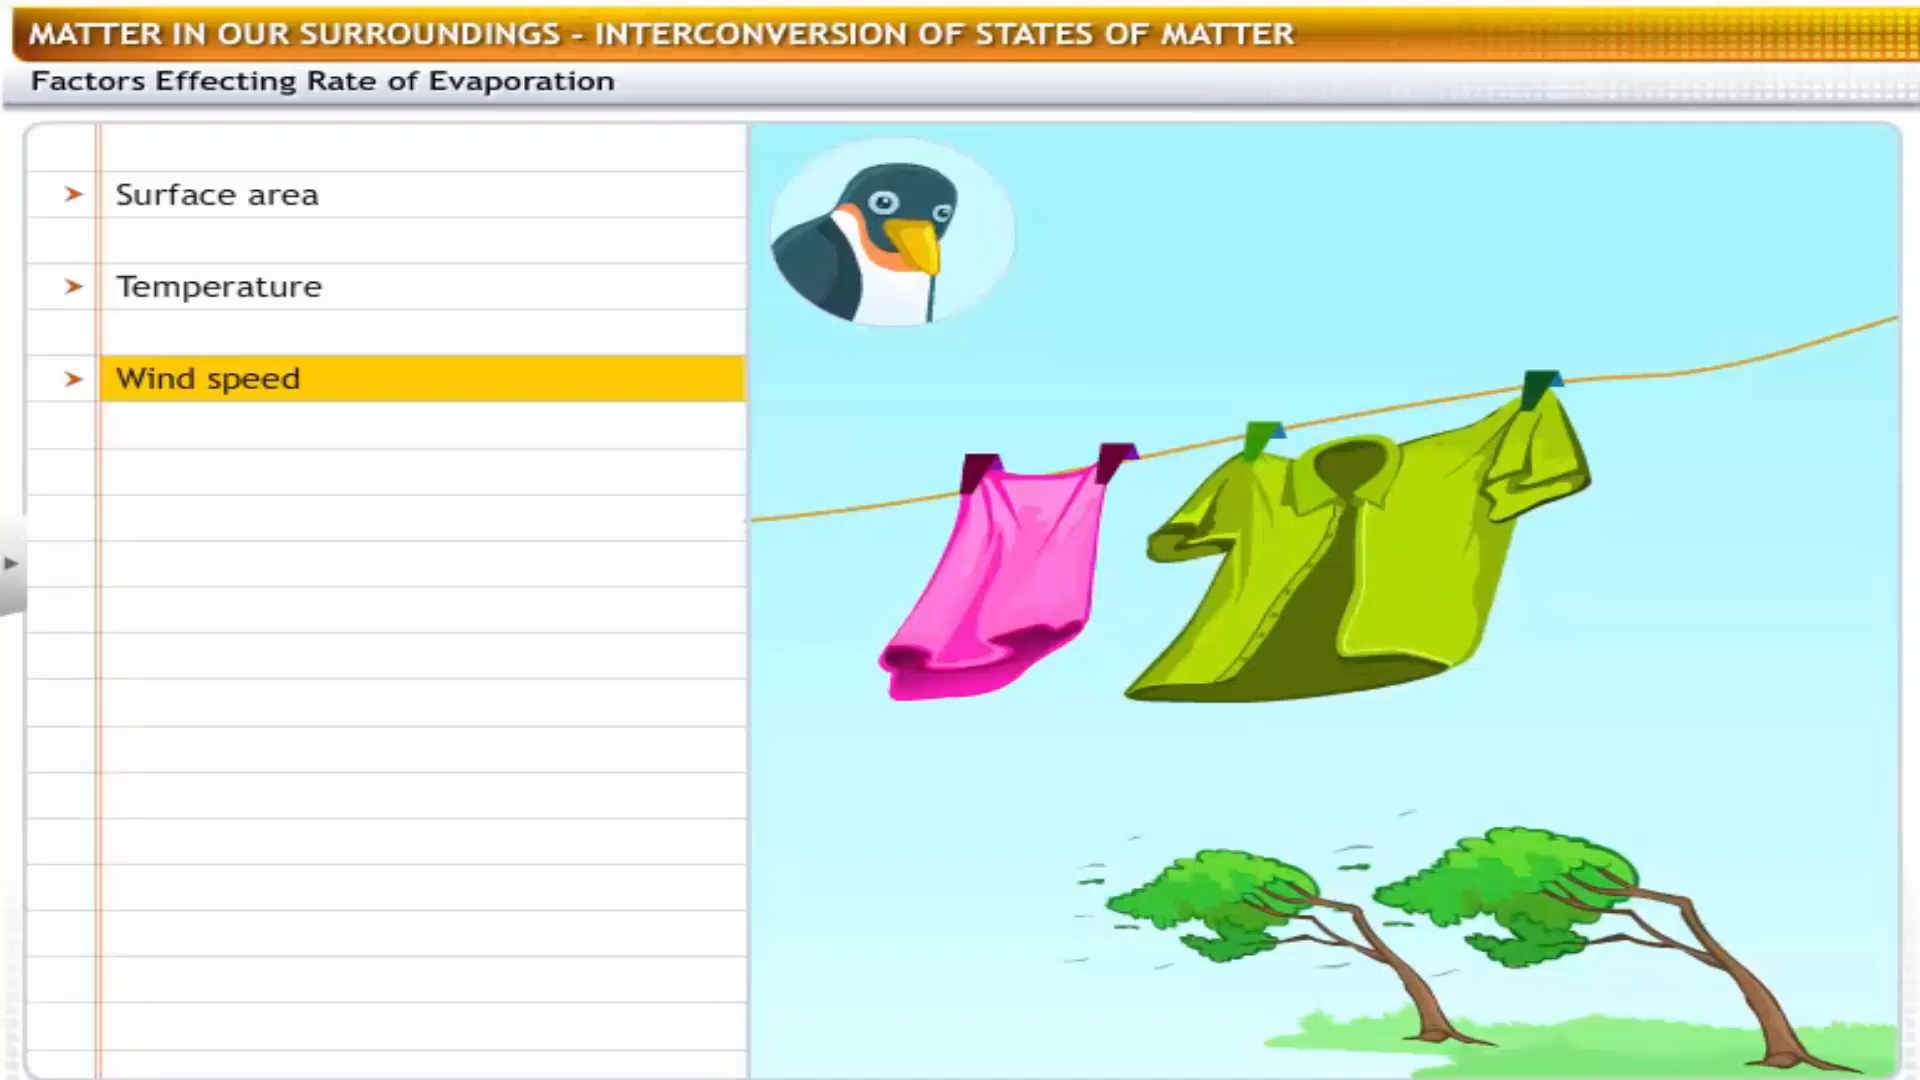 MATTER IN OUR SURROUNDINGS - INTERCONVERSION OF STATES OF MATTER
Factors Effecting Rate of Evaporation
Surface area
Temperature
Wind speed